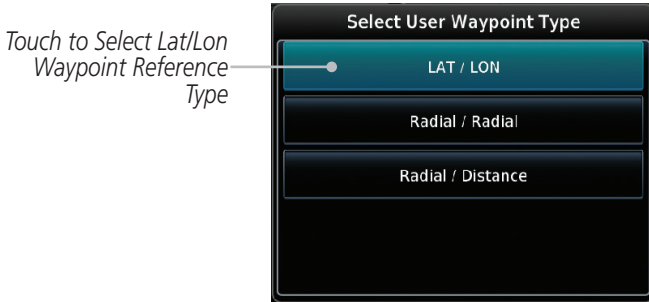 Select User Waypoint Type
Touch to Select Lat/Lon
Waypoint Reference
Type
LAT / LON
Radial / Radial
Radial / Distance